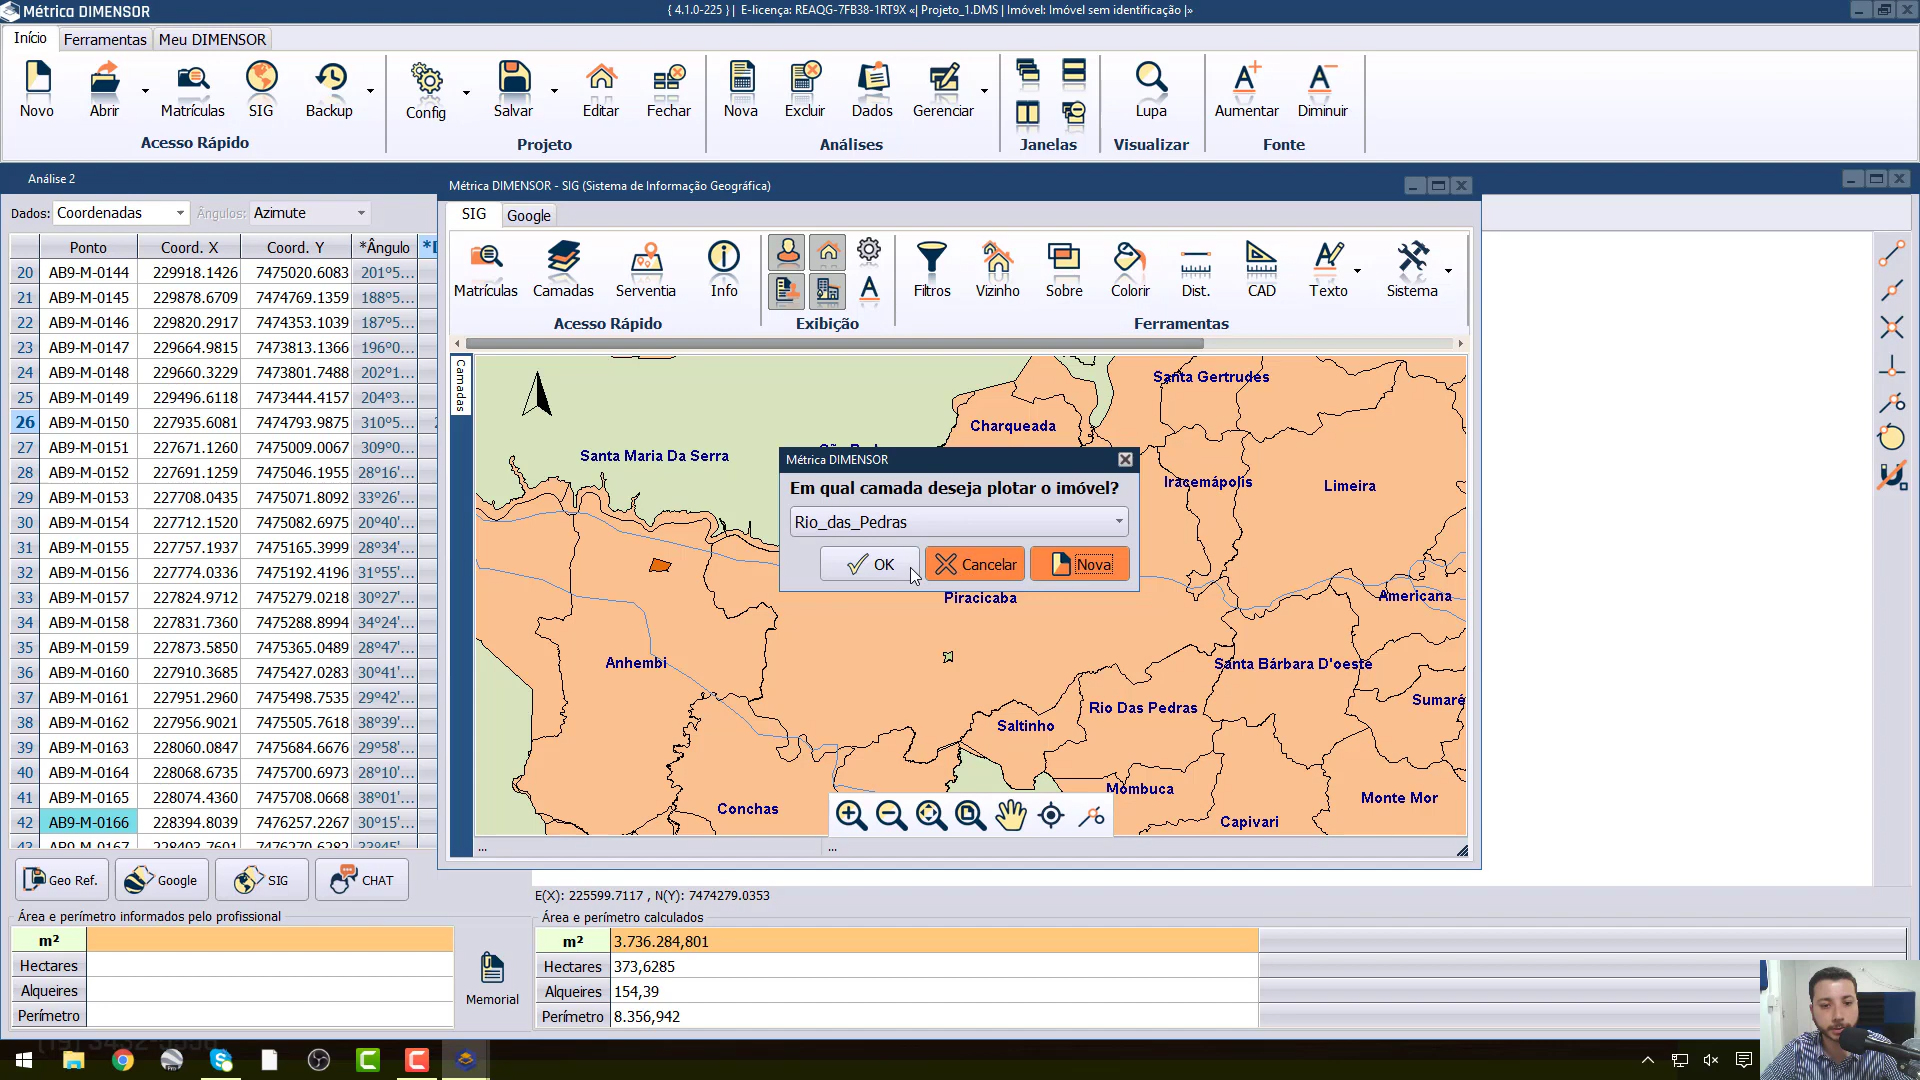 Métrica DIMENSOR
{ 4.1.0-225 } | E-licença: REAQG-7FB38-1RT9X «| Projeto_1.DMS | Imóvel: Imóvel sem identificação |»
Início Ferramentas Meu DIMENSOR
Novo Abrir Matrículas SIG Backup Config Salvar Editar Fechar Nova Excluir Dados Gerenciar Lupa Aumentar Diminuir
Acesso Rápido Projeto Análises Janelas Visualizar Fonte
Análise 2
Dados: Coordenadas Ângulos: Azimute
Ponto Coord. X Coord. Y *Ângulo
20 AB9-M-0144 229918.1426 7475020.6083 201°5...
21 AB9-M-0145 229878.6709 7474769.1359 188°5...
22 AB9-M-0146 229820.2917 7474353.1039 187°5...
23 AB9-M-0147 229664.9815 7473813.1366 196°0...
24 AB9-M-0148 229660.3229 7473801.7488 202°1...
25 AB9-M-0149 229496.6118 7473444.4157 204°3...
26 AB9-M-0150 227935.6081 7474793.9875 310°5...
27 AB9-M-0151 227671.1260 7475009.0067 309°0...
28 AB9-M-0152 227691.1259 7475046.1955 28°16'...
29 AB9-M-0153 227708.0435 7475071.8092 33°26'...
30 AB9-M-0154 227712.1520 7475082.6975 20°40'...
31 AB9-M-0155 227757.1937 7475165.3999 28°34'...
32 AB9-M-0156 227774.0336 7475192.4196 31°55'...
33 AB9-M-0157 227824.9712 7475279.0218 30°27'...
34 AB9-M-0158 227831.7360 7475288.8994 34°24'...
35 AB9-M-0159 227873.5850 7475365.0489 28°47'...
36 AB9-M-0160 227910.3685 7475427.0283 30°41'...
37 AB9-M-0161 227951.2960 7475498.7535 29°42'...
38 AB9-M-0162 227956.9021 7475505.7618 38°39'...
39 AB9-M-0163 228060.0847 7475684.6676 29°58'...
40 AB9-M-0164 228068.6735 7475700.6973 28°10'...
41 AB9-M-0165 228074.4360 7475708.0668 38°01'...
42 AB9-M-0166 228394.8039 7476257.2267 30°15'...
43 AB9-M-0167 228403.7601 7476270.6282 33°45'...
Geo Ref. Google SIG CHAT
Métrica DIMENSOR - SIG (Sistema de Informação Geográfica)
SIG Google
Matrículas Camadas Serventia Info Filtros Vizinho Sobre Colorir Dist. CAD Texto Sistema
Acesso Rápido Exibição Ferramentas
Camadas
Santa Gertrudes
Charqueada
Santa Maria Da Serra
Iracemápolis
Limeira
Métrica DIMENSOR
Em qual camada deseja plotar o imóvel?
Rio_das_Pedras
OK Cancelar Nova
Piracicaba
Americana
Anhembi
Santa Bárbara D'oeste
Sumaré
Rio Das Pedras
Saltinho
Mombuca
Monte Mor
Conchas
Capivari
... ...
E(X): 225599.7117 , N(Y): 7474279.0353
Área e perímetro informados pelo profissional
m²
Hectares
Alqueires
Perímetro
Memorial
Área e perímetro calculados
m² 3.736.284,801
Hectares 373,6285
Alqueires 154,39
Perímetro 8.356,942